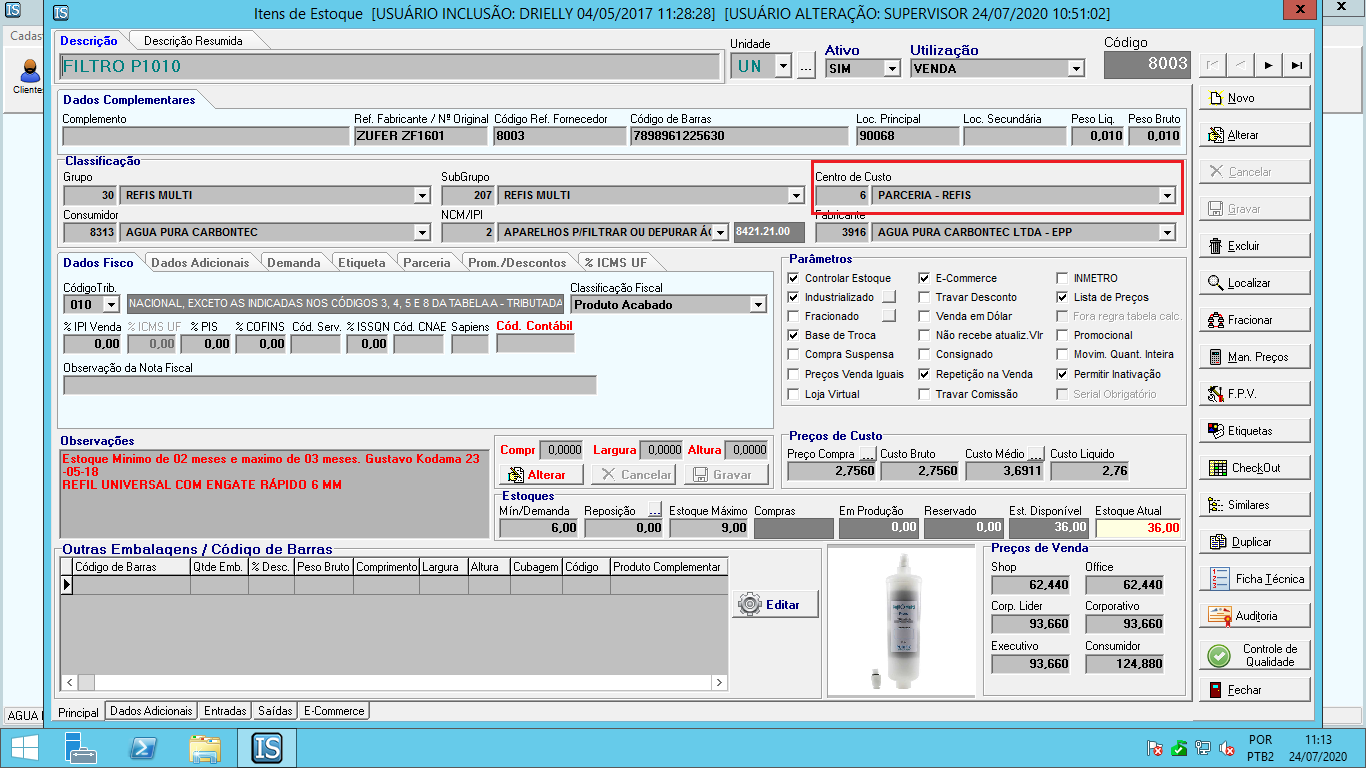 Itens de Estoque [USUÁRIO INCLUSÃO: DRIELLY 04/05/2017 11:28:28] [USUÁRIO ALTERAÇÃO: SUPERVISOR 24/07/2020 10:51:02]
Cadast
Clientes
Descrição Descrição Resumida
FILTRO P1010
Unidade
UN
...
Ativo
SIM
Utilização
VENDA
Código
8003
Dados Complementares
Complemento Ref. Fabricante / Nº Original Código Ref. Fornecedor Código de Barras Loc. Principal Loc. Secundária Peso Liq. Peso Bruto
ZUFER ZF1601 8003 7898961225630 90068 0,010 0,010
Classificação
Grupo SubGrupo Centro de Custo
30 REFIS MULTI 207 REFIS MULTI 6 PARCERIA - REFIS
Consumidor NCM/IPI Fabricante
8313 AGUA PURA CARBONTEC 2 APARELHOS P/FILTRAR OU DEPURAR ÁG 8421.21.00 3916 AGUA PURA CARBONTEC LTDA - EPP
Dados Fisco Dados Adicionais Demanda Etiqueta Parceria Prom./Descontos % ICMS UF
CódigoTrib. Classificação Fiscal
010 NACIONAL, EXCETO AS INDICADAS NOS CÓDIGOS 3, 4, 5 E 8 DA TABELA A - TRIBUTADA Produto Acabado
% IPI Venda % ICMS UF % PIS % COFINS Cód. Serv. % ISSQN Cód. CNAE Sapiens Cód. Contábil
0,00 0,00 0,00 0,00 0,00
Observação da Nota Fiscal
Parâmetros
Controlar Estoque E-Commerce INMETRO
Industrializado Travar Desconto Lista de Preços
Fracionado Venda em Dólar Fora regra tabela calc.
Base de Troca Não recebe atualiz.Vlr Promocional
Compra Suspensa Consignado Movim. Quant. Inteira
Preços Venda Iguais Repetição na Venda Permitir Inativação
Loja Virtual Travar Comissão Serial Obrigatório
Observações
Estoque Minimo de 02 meses e maximo de 03 meses. Gustavo Kodama 23
-05-18
REFIL UNIVERSAL COM ENGATE RÁPIDO 6 MM
Compr 0,0000 Largura 0,0000 Altura 0,0000
Alterar Cancelar Gravar
Preços de Custo
Preço Compra ... Custo Bruto Custo Médio ... Custo Liquido
2,7560 2,7560 3,6911 2,76
Estoques
Mín/Demanda Reposição ... Estoque Máximo Compras Em Produção Reservado Est. Disponível Estoque Atual
6,00 0,00 9,00 0,00 0,00 36,00 36,00
Outras Embalagens / Código de Barras
Código de Barras Qtde Emb. % Desc. Peso Bruto Comprimento Largura Altura Cubagem Código Produto Complementar
Editar
Preços de Venda
Shop Office
62,440 62,440
Corp. Lider Corporativo
93,660 93,660
Executivo Consumidor
93,660 124,880
Principal Dados Adicionais Entradas Saídas E-Commerce
Novo
Alterar
Cancelar
Gravar
Excluir
Localizar
Fracionar
Man. Preços
F.P.V.
Etiquetas
CheckOut
Similares
Duplicar
Ficha Técnica
Auditoria
Controle de
Qualidade
Fechar
AGUA
IS
POR
PTB2
11:13
24/07/2020